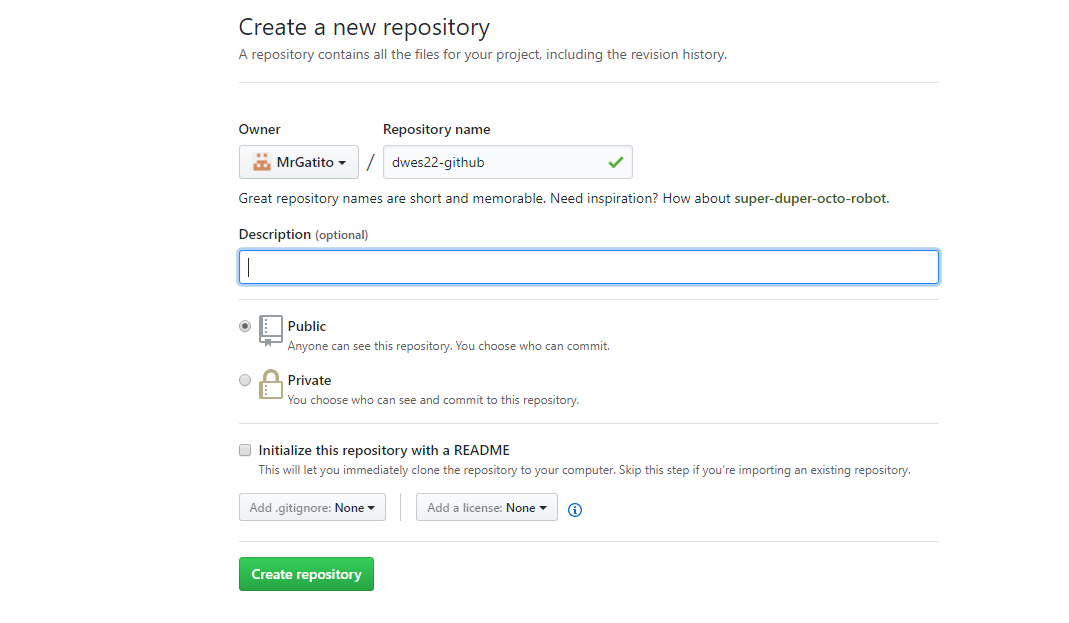 Create a new repository
A repository contains all the files for your project, including the revision history.
Owner
Repository name
MrGatito / dwes22-github
Great repository names are short and memorable. Need inspiration? How about super-duper-octo-robot.
Description (optional)
Public
Anyone can see this repository. You choose who can commit.
Private
You choose who can see and commit to this repository.
Initialize this repository with a README
This will let you immediately clone the repository to your computer. Skip this step if you're importing an existing repository.
Add .gitignore: None
Add a license: None
Create repository